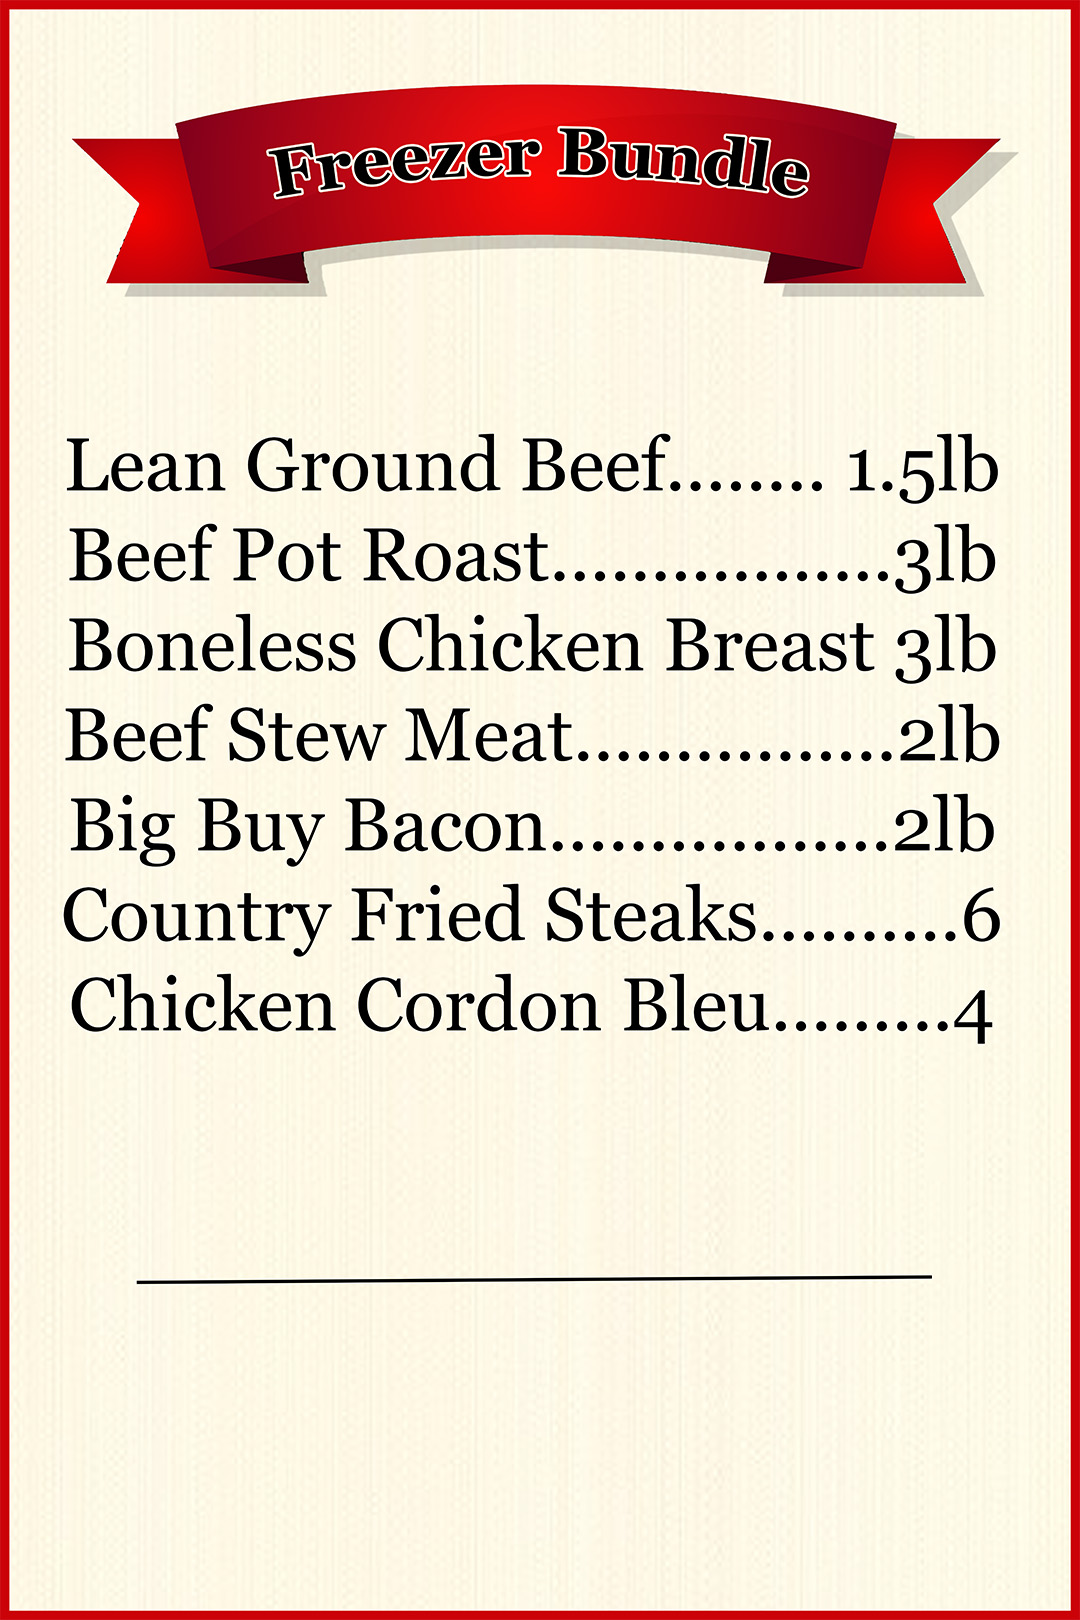 Freezer Bundle
Lean Ground Beef........ 1.5lb
Beef Pot Roast.................3lb
Boneless Chicken Breast 3lb
Beef Stew Meat................2lb
Big Buy Bacon.................2lb
Country Fried Steaks..........6
Chicken Cordon Bleu.........4